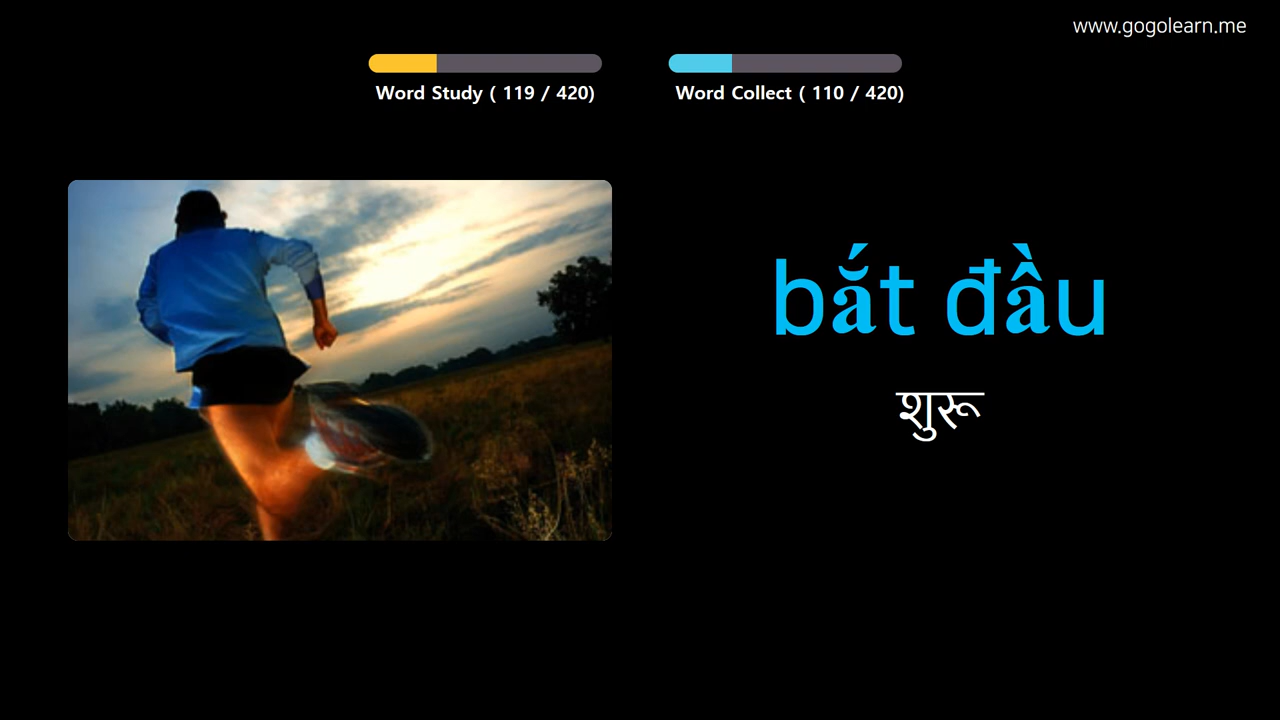 www.gogolearn.me
Word Study ( 119 / 420)
Word Collect ( 110 / 420)
bắt đầu
शुरू